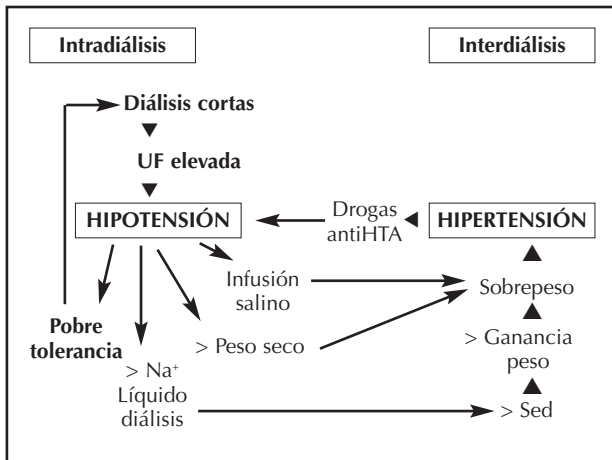 Intradiálisis
Interdiálisis
Diálisis cortas
UF elevada
HIPOTENSIÓN
Drogas
antiHTA
HIPERTENSIÓN
Infusión
salino
Sobrepeso
Pobre
tolerancia
> Peso seco
> Ganancia
peso
> Na⁺
Líquido
diálisis
> Sed